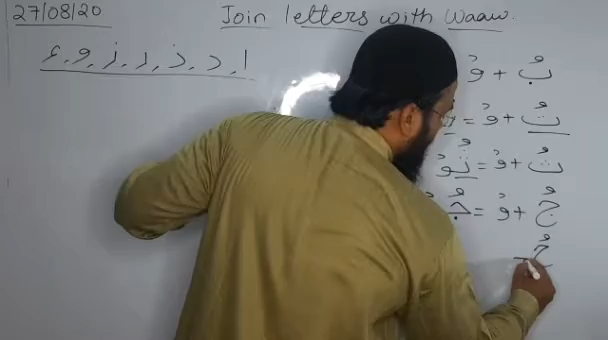 27/08/20
Join letters with waaw.
ا , د , ذ , ر , ز , و , ء
بُ + وْ
تُ + وْ =
ثُ + وْ = ثُوْ
جُ + وْ = جُ